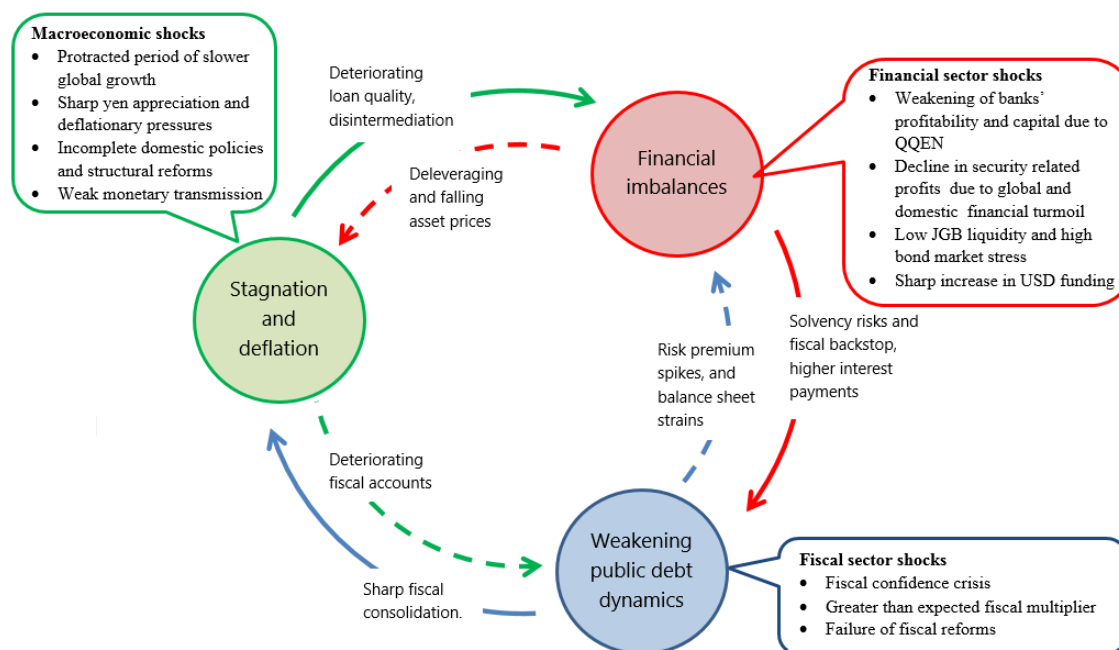 Macroeconomic shocks
• Protracted period of slower
global growth
• Sharp yen appreciation and
deflationary pressures
• Incomplete domestic policies
and structural reforms
• Weak monetary transmission
Deteriorating
loan quality,
disintermediation
Deleveraging
and falling
asset prices
Financial
imbalances
Financial sector shocks
• Weakening of banks’
profitability and capital due to
QQEN
• Decline in security related
profits due to global and
domestic financial turmoil
• Low JGB liquidity and high
bond market stress
• Sharp increase in USD funding
Stagnation
and
deflation
Risk premium
spikes, and
balance sheet
strains
Solvency risks and
fiscal backstop,
higher interest
payments
Deteriorating
fiscal accounts
Sharp fiscal
consolidation.
Weakening
public debt
dynamics
Fiscal sector shocks
• Fiscal confidence crisis
• Greater than expected fiscal multiplier
• Failure of fiscal reforms